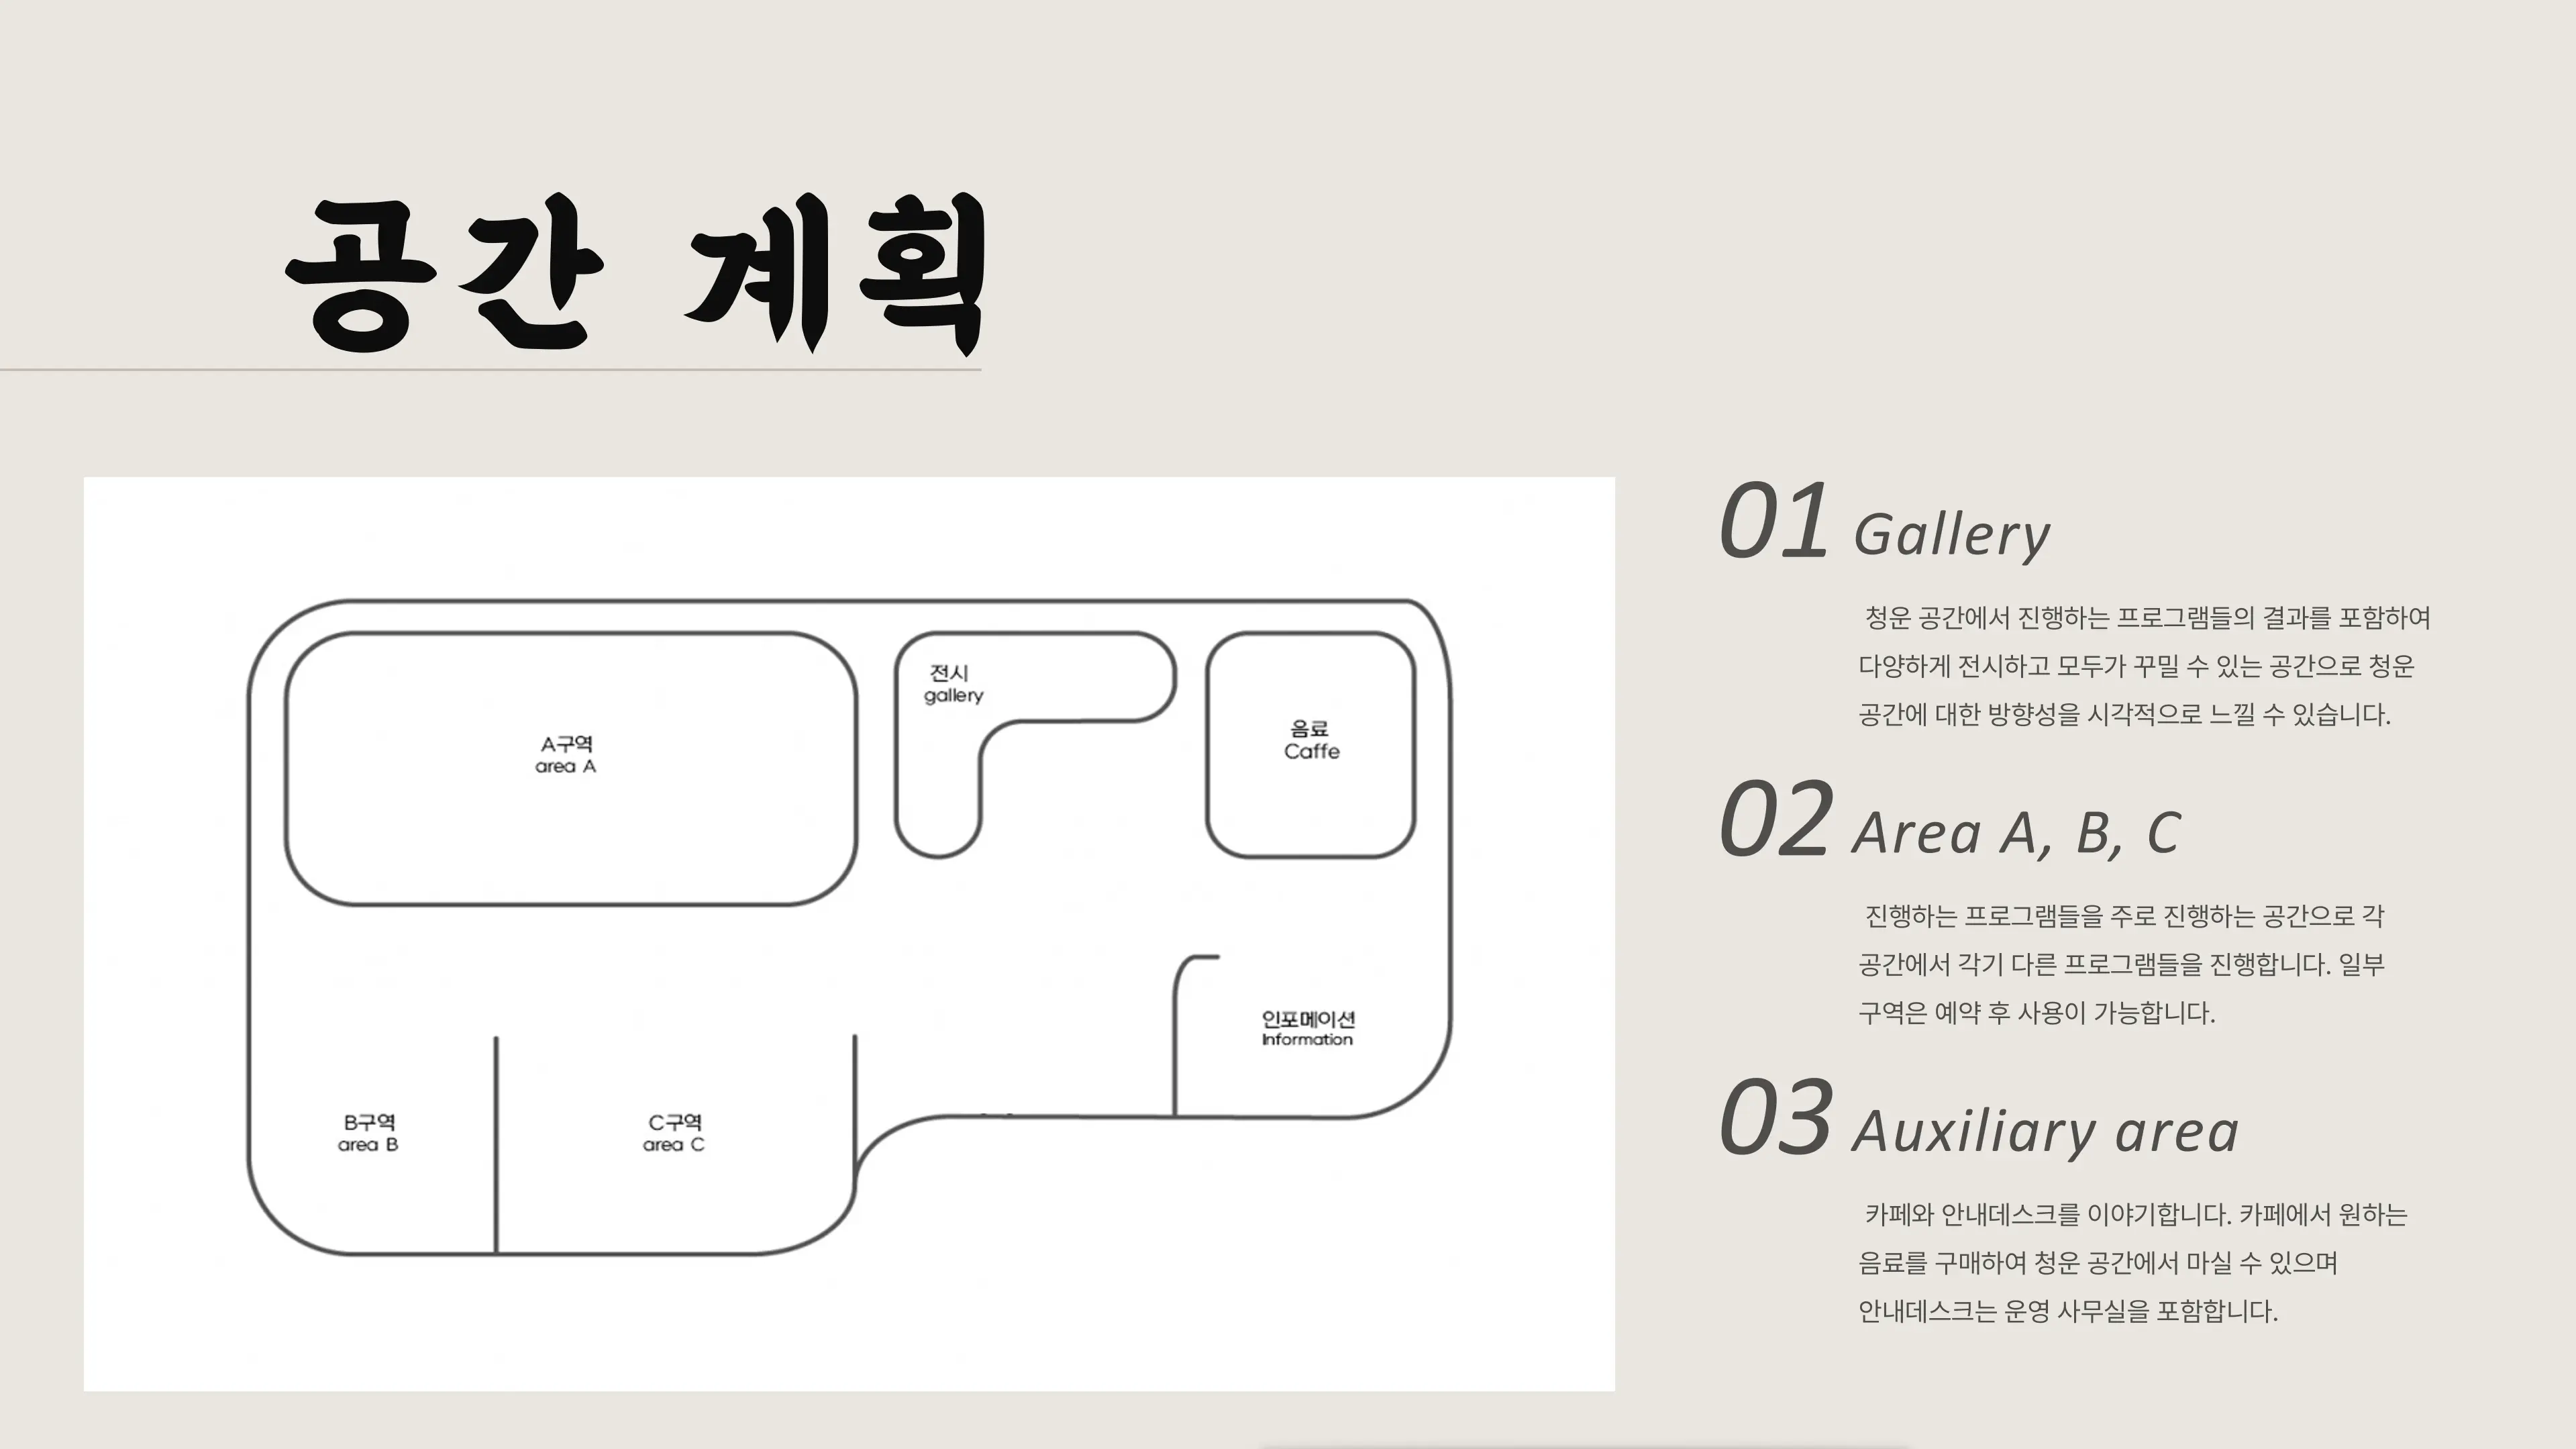 공간 계획
A구역
area A
전시
gallery
음료
Caffe
인포메이션
Information
B구역
area B
C구역
area C
01 Gallery
청운 공간에서 진행하는 프로그램들의 결과를 포함하여
다양하게 전시하고 모두가 꾸밀 수 있는 공간으로 청운
공간에 대한 방향성을 시각적으로 느낄 수 있습니다.
02 Area A, B, C
진행하는 프로그램들을 주로 진행하는 공간으로 각
공간에서 각기 다른 프로그램들을 진행합니다. 일부
구역은 예약 후 사용이 가능합니다.
03 Auxiliary area
카페와 안내데스크를 이야기합니다. 카페에서 원하는
음료를 구매하여 청운 공간에서 마실 수 있으며
안내데스크는 운영 사무실을 포함합니다.